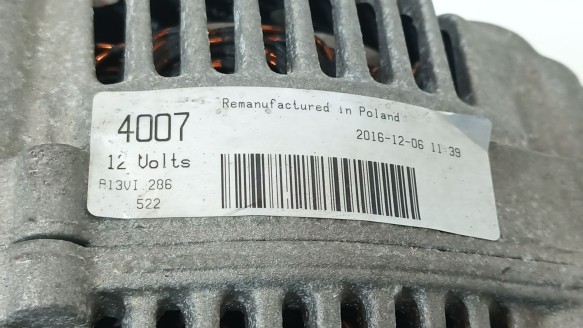 Remanufactured in Poland
4007
2016-12-06 11:39
12 Volts
A13VI 286
522